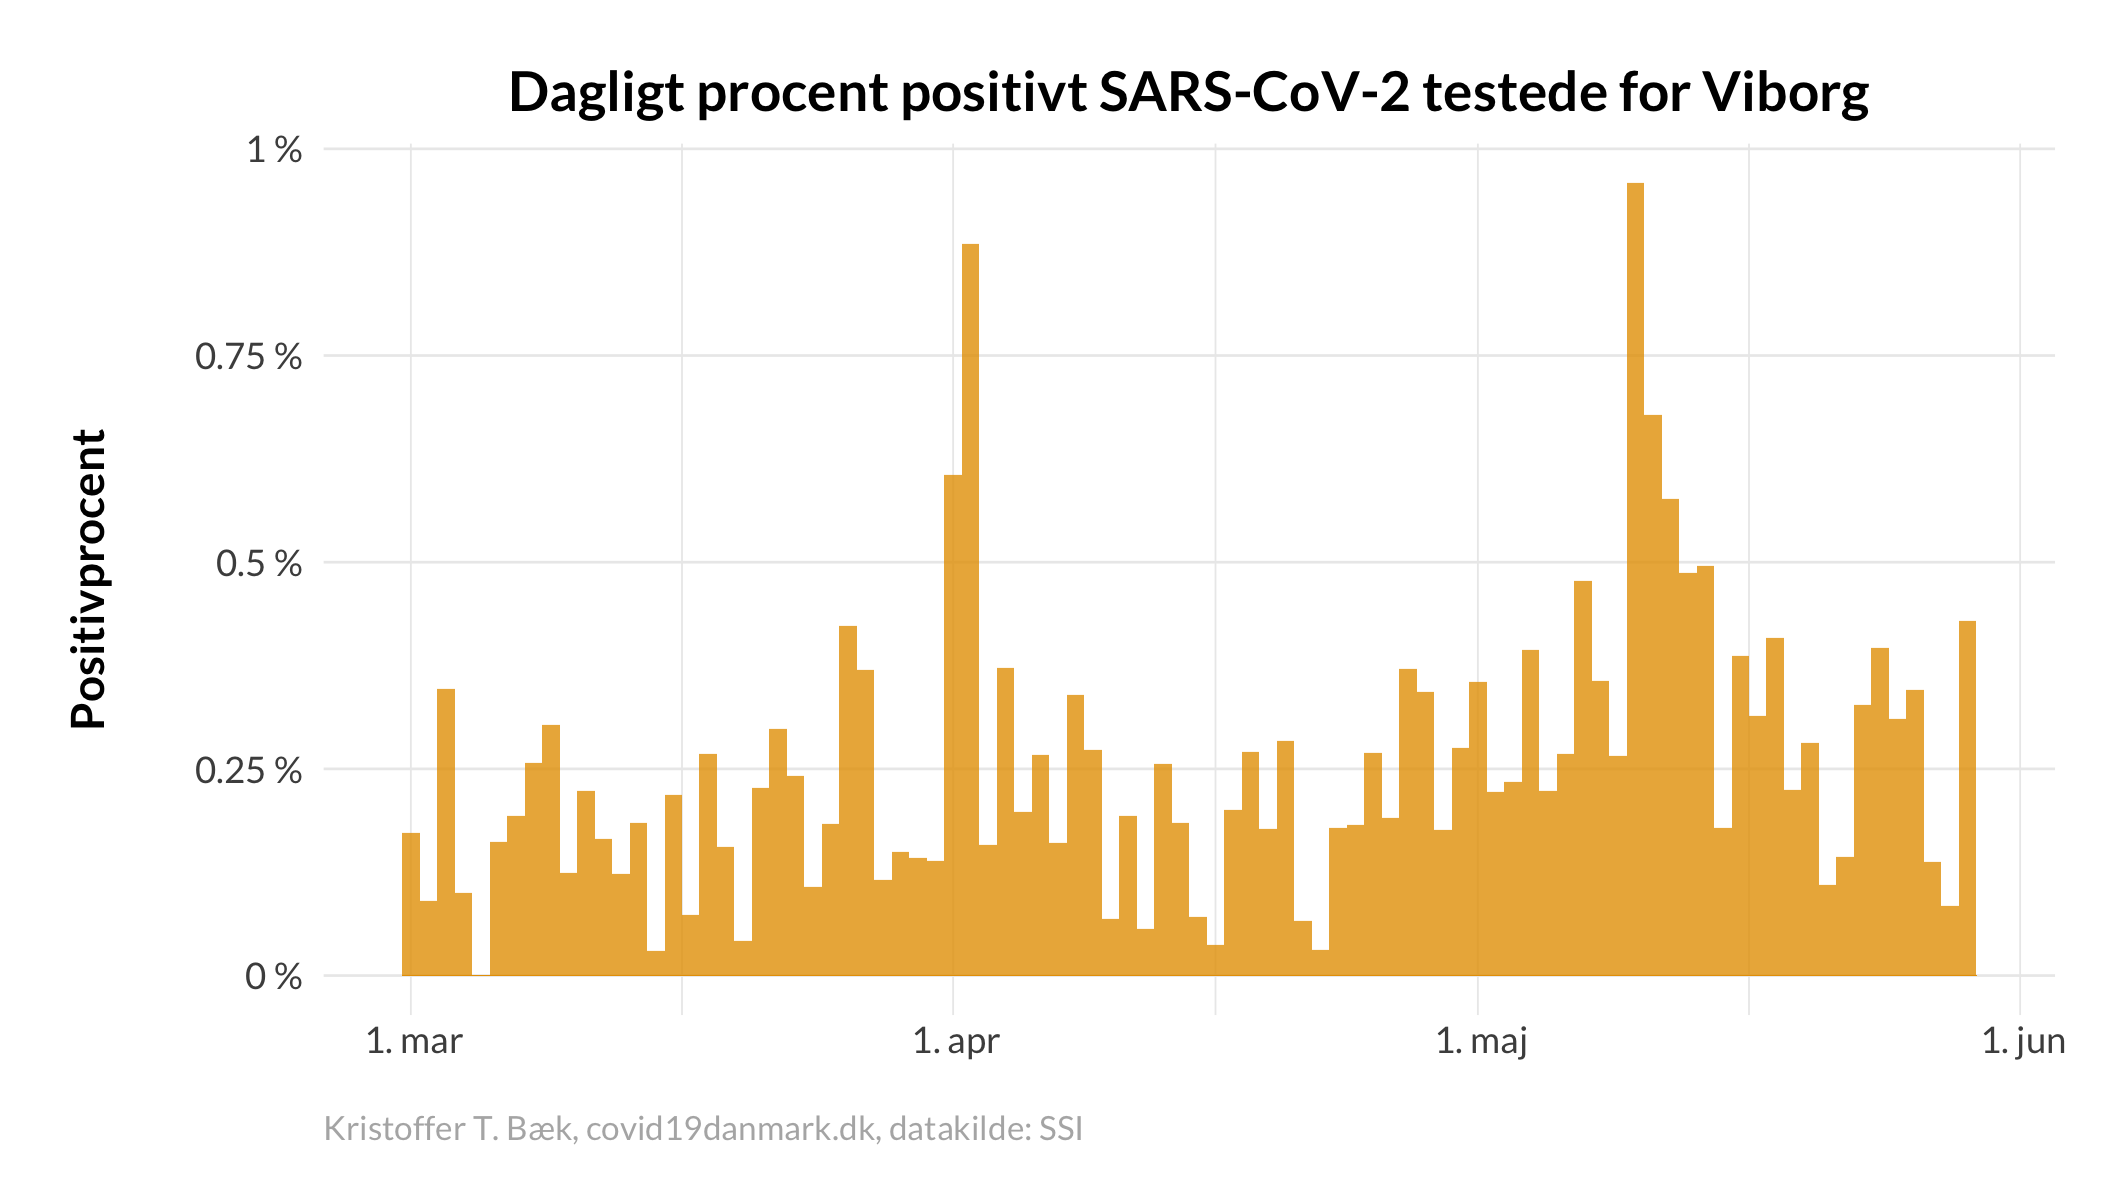 Dagligt procent positivt SARS-CoV-2 testede for Viborg
Positivprocent
1 %
0.75 %
0.5 %
0.25 %
0 %
1. mar
1. apr
1. maj
1. jun
Kristoffer T. Bæk, covid19danmark.dk, datakilde: SSI